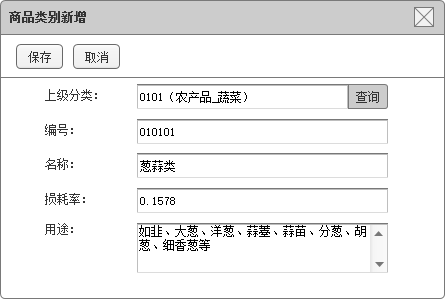 商品类别新增
保存 取消
上级分类： 0101（农产品_蔬菜） 查询
编号： 010101
名称： 葱蒜类
损耗率： 0.1578
用途： 如韭、大葱、洋葱、蒜薹、蒜苗、分葱、胡
葱、细香葱等